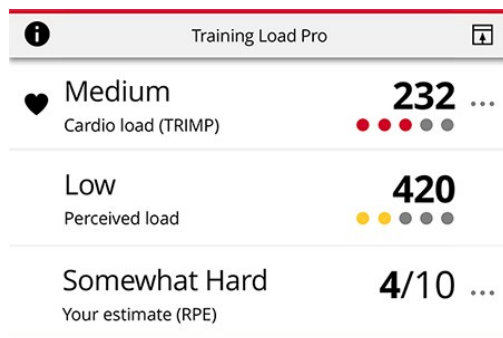 Training Load Pro
Medium
232
Cardio load (TRIMP)
Low
420
Perceived load
Somewhat Hard
4/10
Your estimate (RPE)